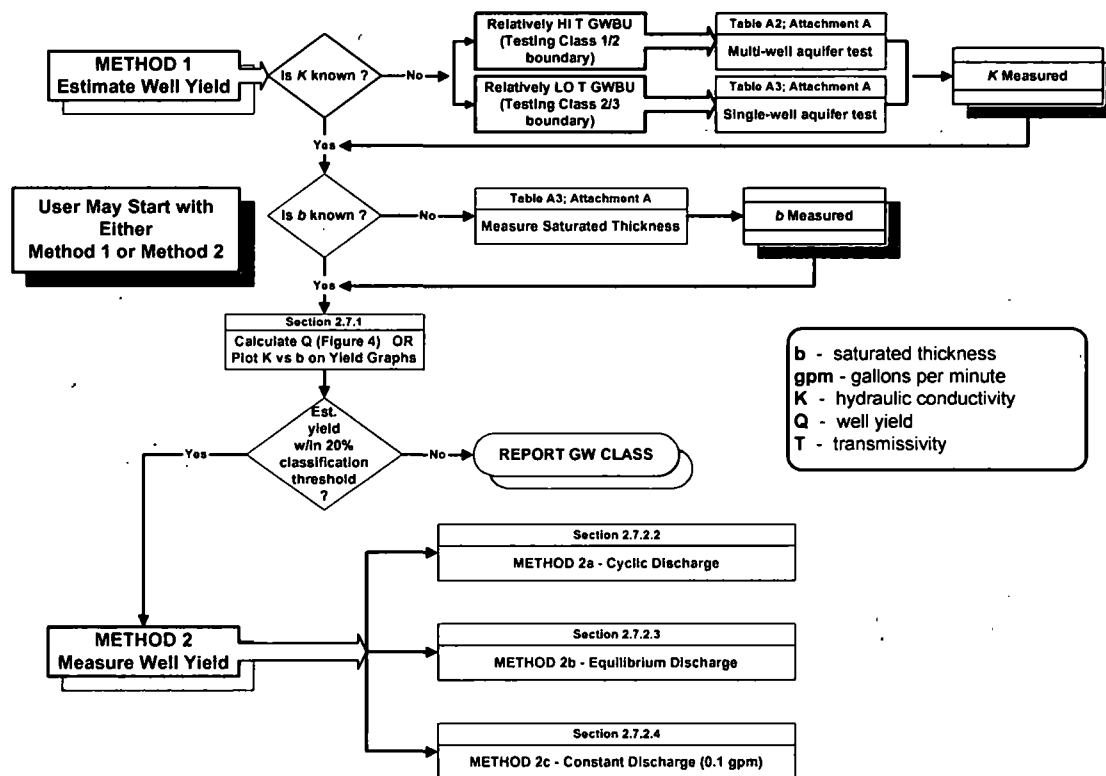 METHOD 1
Estimate Well Yield
Is K known ?
No
Relatively HI T GWBU
(Testing Class 1/2
boundary)
Table A2; Attachment A
Multi-well aquifer test
Relatively LO T GWBU
(Testing Class 2/3
boundary)
Table A3; Attachment A
Single-well aquifer test
K Measured
Yes
User May Start with
Either
Method 1 or Method 2
Is b known ?
No
Table A3; Attachment A
Measure Saturated Thickness
b Measured
Yes
Section 2.7.1
Calculate Q (Figure 4) OR
Plot K vs b on Yield Graphs
b - saturated thickness
gpm - gallons per minute
K - hydraulic conductivity
Q - well yield
T - transmissivity
Est.
yield
w/in 20%
classification
threshold
?
Yes
No
REPORT GW CLASS
Section 2.7.2.2
METHOD 2a - Cyclic Discharge
METHOD 2
Measure Well Yield
Section 2.7.2.3
METHOD 2b - Equilibrium Discharge
Section 2.7.2.4
METHOD 2c - Constant Discharge (0.1 gpm)